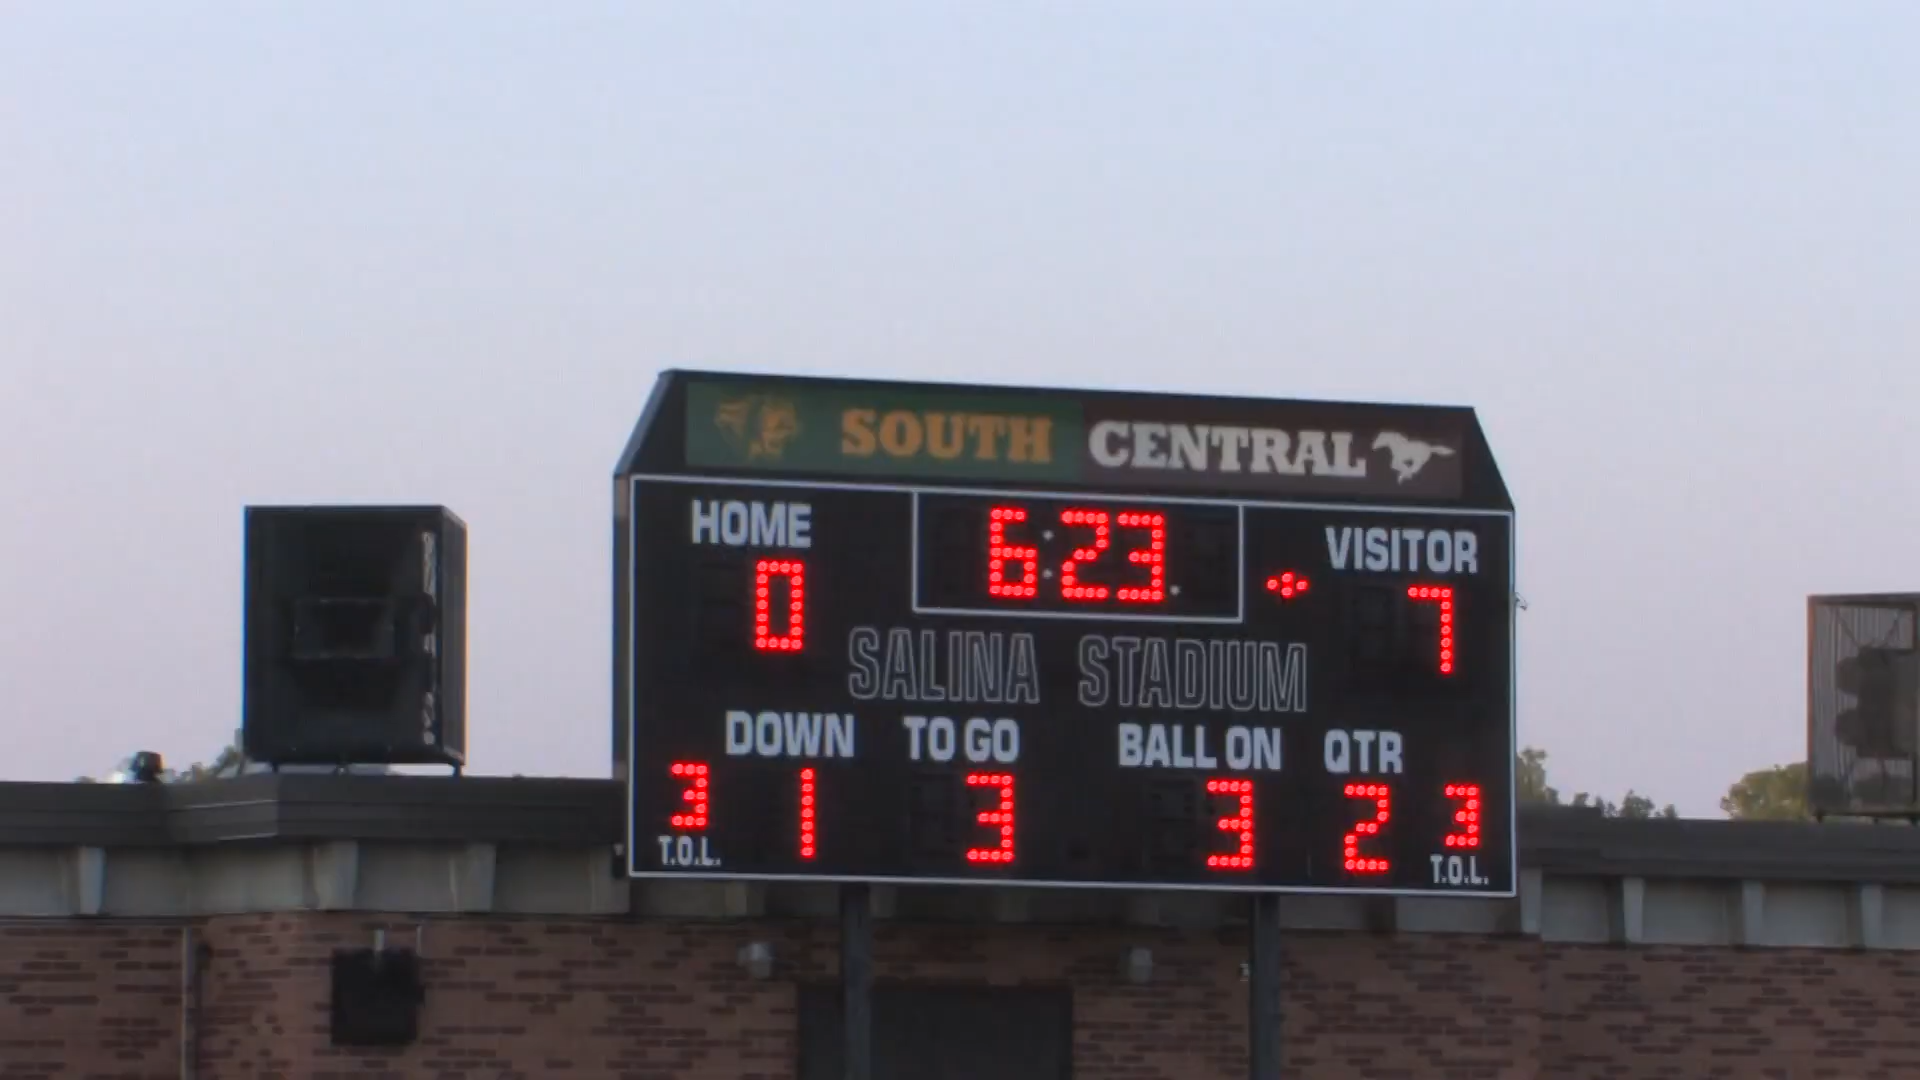 SOUTH CENTRAL
HOME 6:23 VISITOR
0 7
SALINA STADIUM
DOWN TO GO BALL ON QTR
3 1 3 3 2 3
T.O.L. T.O.L.